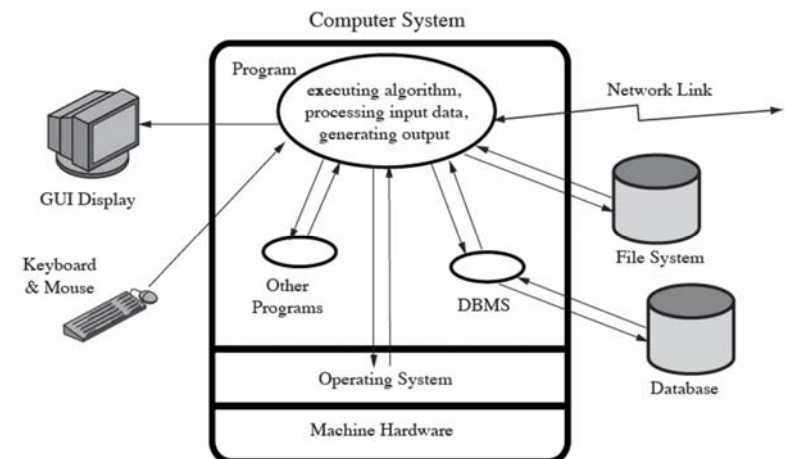 Computer System
Program
executing algorithm,
processing input data,
generating output
Network Link
GUI Display
File System
Keyboard
& Mouse
Other
Programs
DBMS
Database
Operating System
Machine Hardware